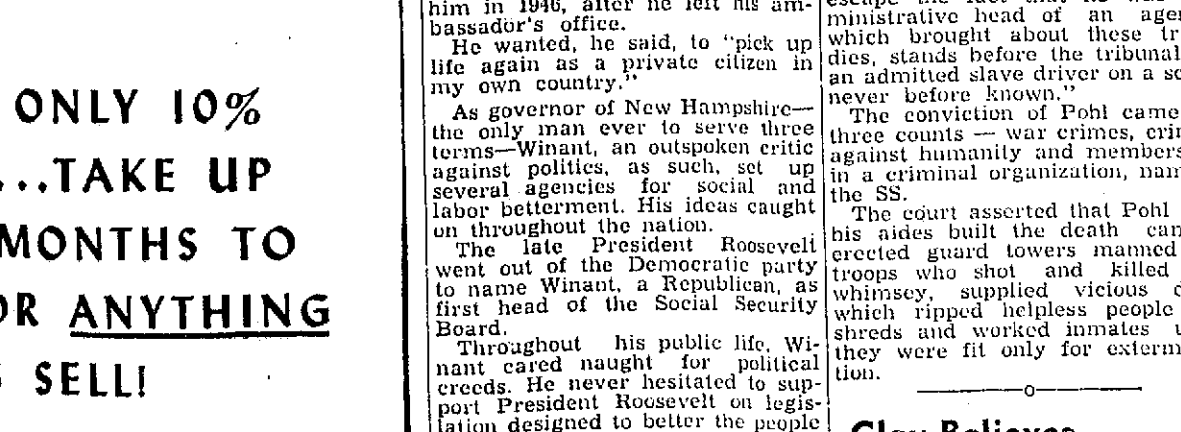 ONLY 10%
...TAKE UP
MONTHS TO
OR ANYTHING
SELL!
him in 1946, after he left his am-
bassador's office.
He wanted, he said, to "pick up
life again as a private citizen in
my own country."
As governor of New Hampshire—
the only man ever to serve three
terms—Winant, an outspoken critic
against politics, as such, set up
several agencies for social and
labor betterment. His ideas caught
on throughout the nation.
The late President Roosevelt
went out of the Democratic party
to name Winant, a Republican, as
first head of the Social Security
Board.
Throughout his public life, Wi-
nant cared naught for political
creeds. He never hesitated to sup-
port President Roosevelt on legis-
lation designed to better the people
escape the fact that he was
ministrative head of an agen
which brought about these tr
dies, stands before the tribunal
an admitted slave driver on a sc
never before known."
The conviction of Pohl came
three counts — war crimes, crim
against humanity and members
in a criminal organization, nam
the SS.
The court asserted that Pohl
his aides built the death cam
erected guard towers manned
troops who shot and killed
whimsey, supplied vicious d
which ripped helpless people
shreds and worked inmates u
they were fit only for exterm
tion.
Clay Believes